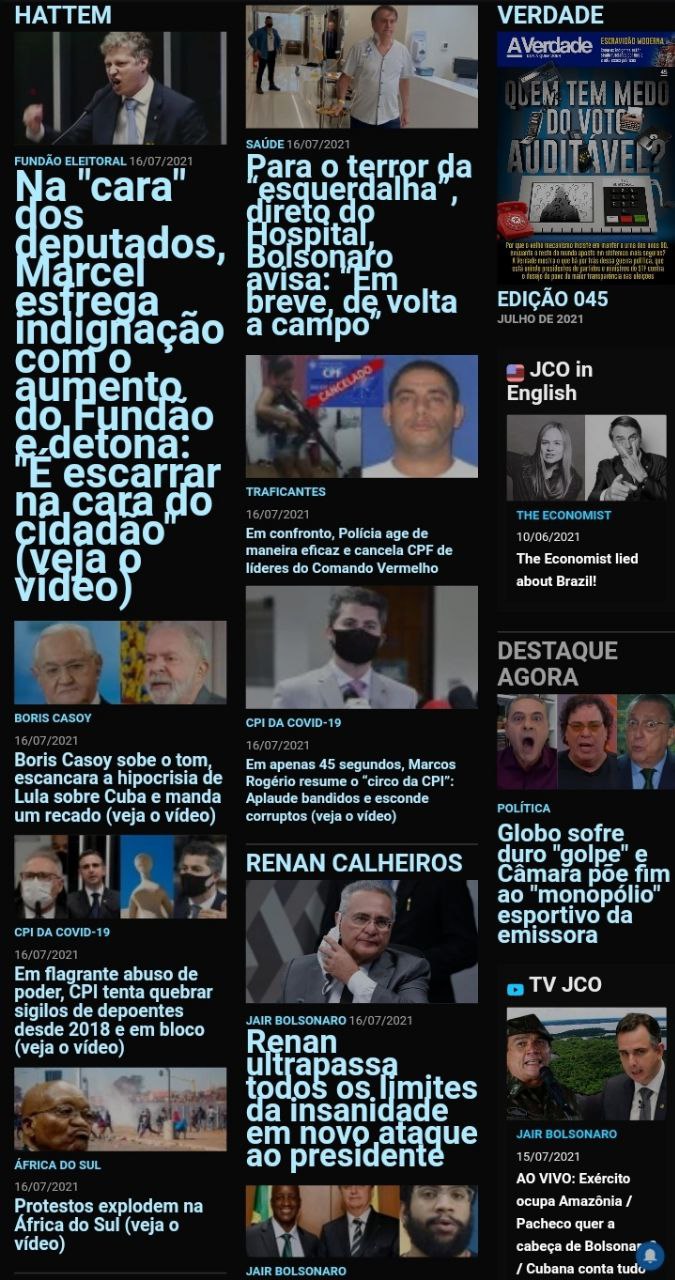 HATTEM
FUNDÃO ELEITORAL 16/07/2021
Na "cara"
dos
deputados,
Marcel
esfrega
indignação
com o
aumento
do Fundão
e detona:
"É escarrar
na cara do
cidadão"
(veja o
vídeo)
BORIS CASOY
16/07/2021
Boris Casoy sobe o tom,
escancara a hipocrisia de
Lula sobre Cuba e manda
um recado (veja o vídeo)
CPI DA COVID-19
16/07/2021
Em flagrante abuso de
poder, CPI tenta quebrar
sigilos de depoentes
desde 2018 e em bloco
(veja o vídeo)
ÁFRICA DO SUL
16/07/2021
Protestos explodem na
África do Sul (veja o
vídeo)
SAÚDE 16/07/2021
Para o terror da
“esquerdalha”,
direto do
Hospital,
Bolsonaro
avisa: “Em
breve, de volta
a campo”
CPF
CANCELADO
TRAFICANTES
16/07/2021
Em confronto, Polícia age de
maneira eficaz e cancela CPF de
líderes do Comando Vermelho
CPI DA COVID-19
16/07/2021
Em apenas 45 segundos, Marcos
Rogério resume o “circo da CPI”:
Aplaude bandidos e esconde
corruptos (veja o vídeo)
RENAN CALHEIROS
JAIR BOLSONARO 16/07/2021
Renan
ultrapassa
todos os limites
da insanidade
em novo ataque
ao presidente
JAIR BOLSONARO
VERDADE
AVerdade
ESCRAVIDÃO MODERNA
45
QUEM TEM MEDO
DO VOTO
AUDITÁVEL?
EDIÇÃO 045
JULHO DE 2021
JCO in
English
THE ECONOMIST
10/06/2021
The Economist lied
about Brazil!
DESTAQUE
AGORA
POLÍTICA
Globo sofre
duro "golpe" e
Câmara põe fim
ao "monopólio"
esportivo da
emissora
TV JCO
JAIR BOLSONARO
15/07/2021
AO VIVO: Exército
ocupa Amazônia /
Pacheco quer a
cabeça de
/ Cubana conta tudo